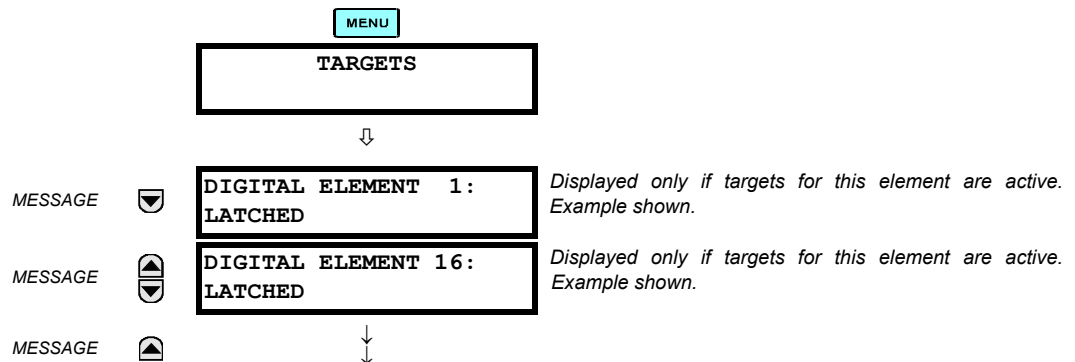 MENU
TARGETS
⇩
MESSAGE
DIGITAL ELEMENT 1:
LATCHED
Displayed only if targets for this element are active.
Example shown.
MESSAGE
DIGITAL ELEMENT 16:
LATCHED
Displayed only if targets for this element are active.
Example shown.
MESSAGE
↓
↓